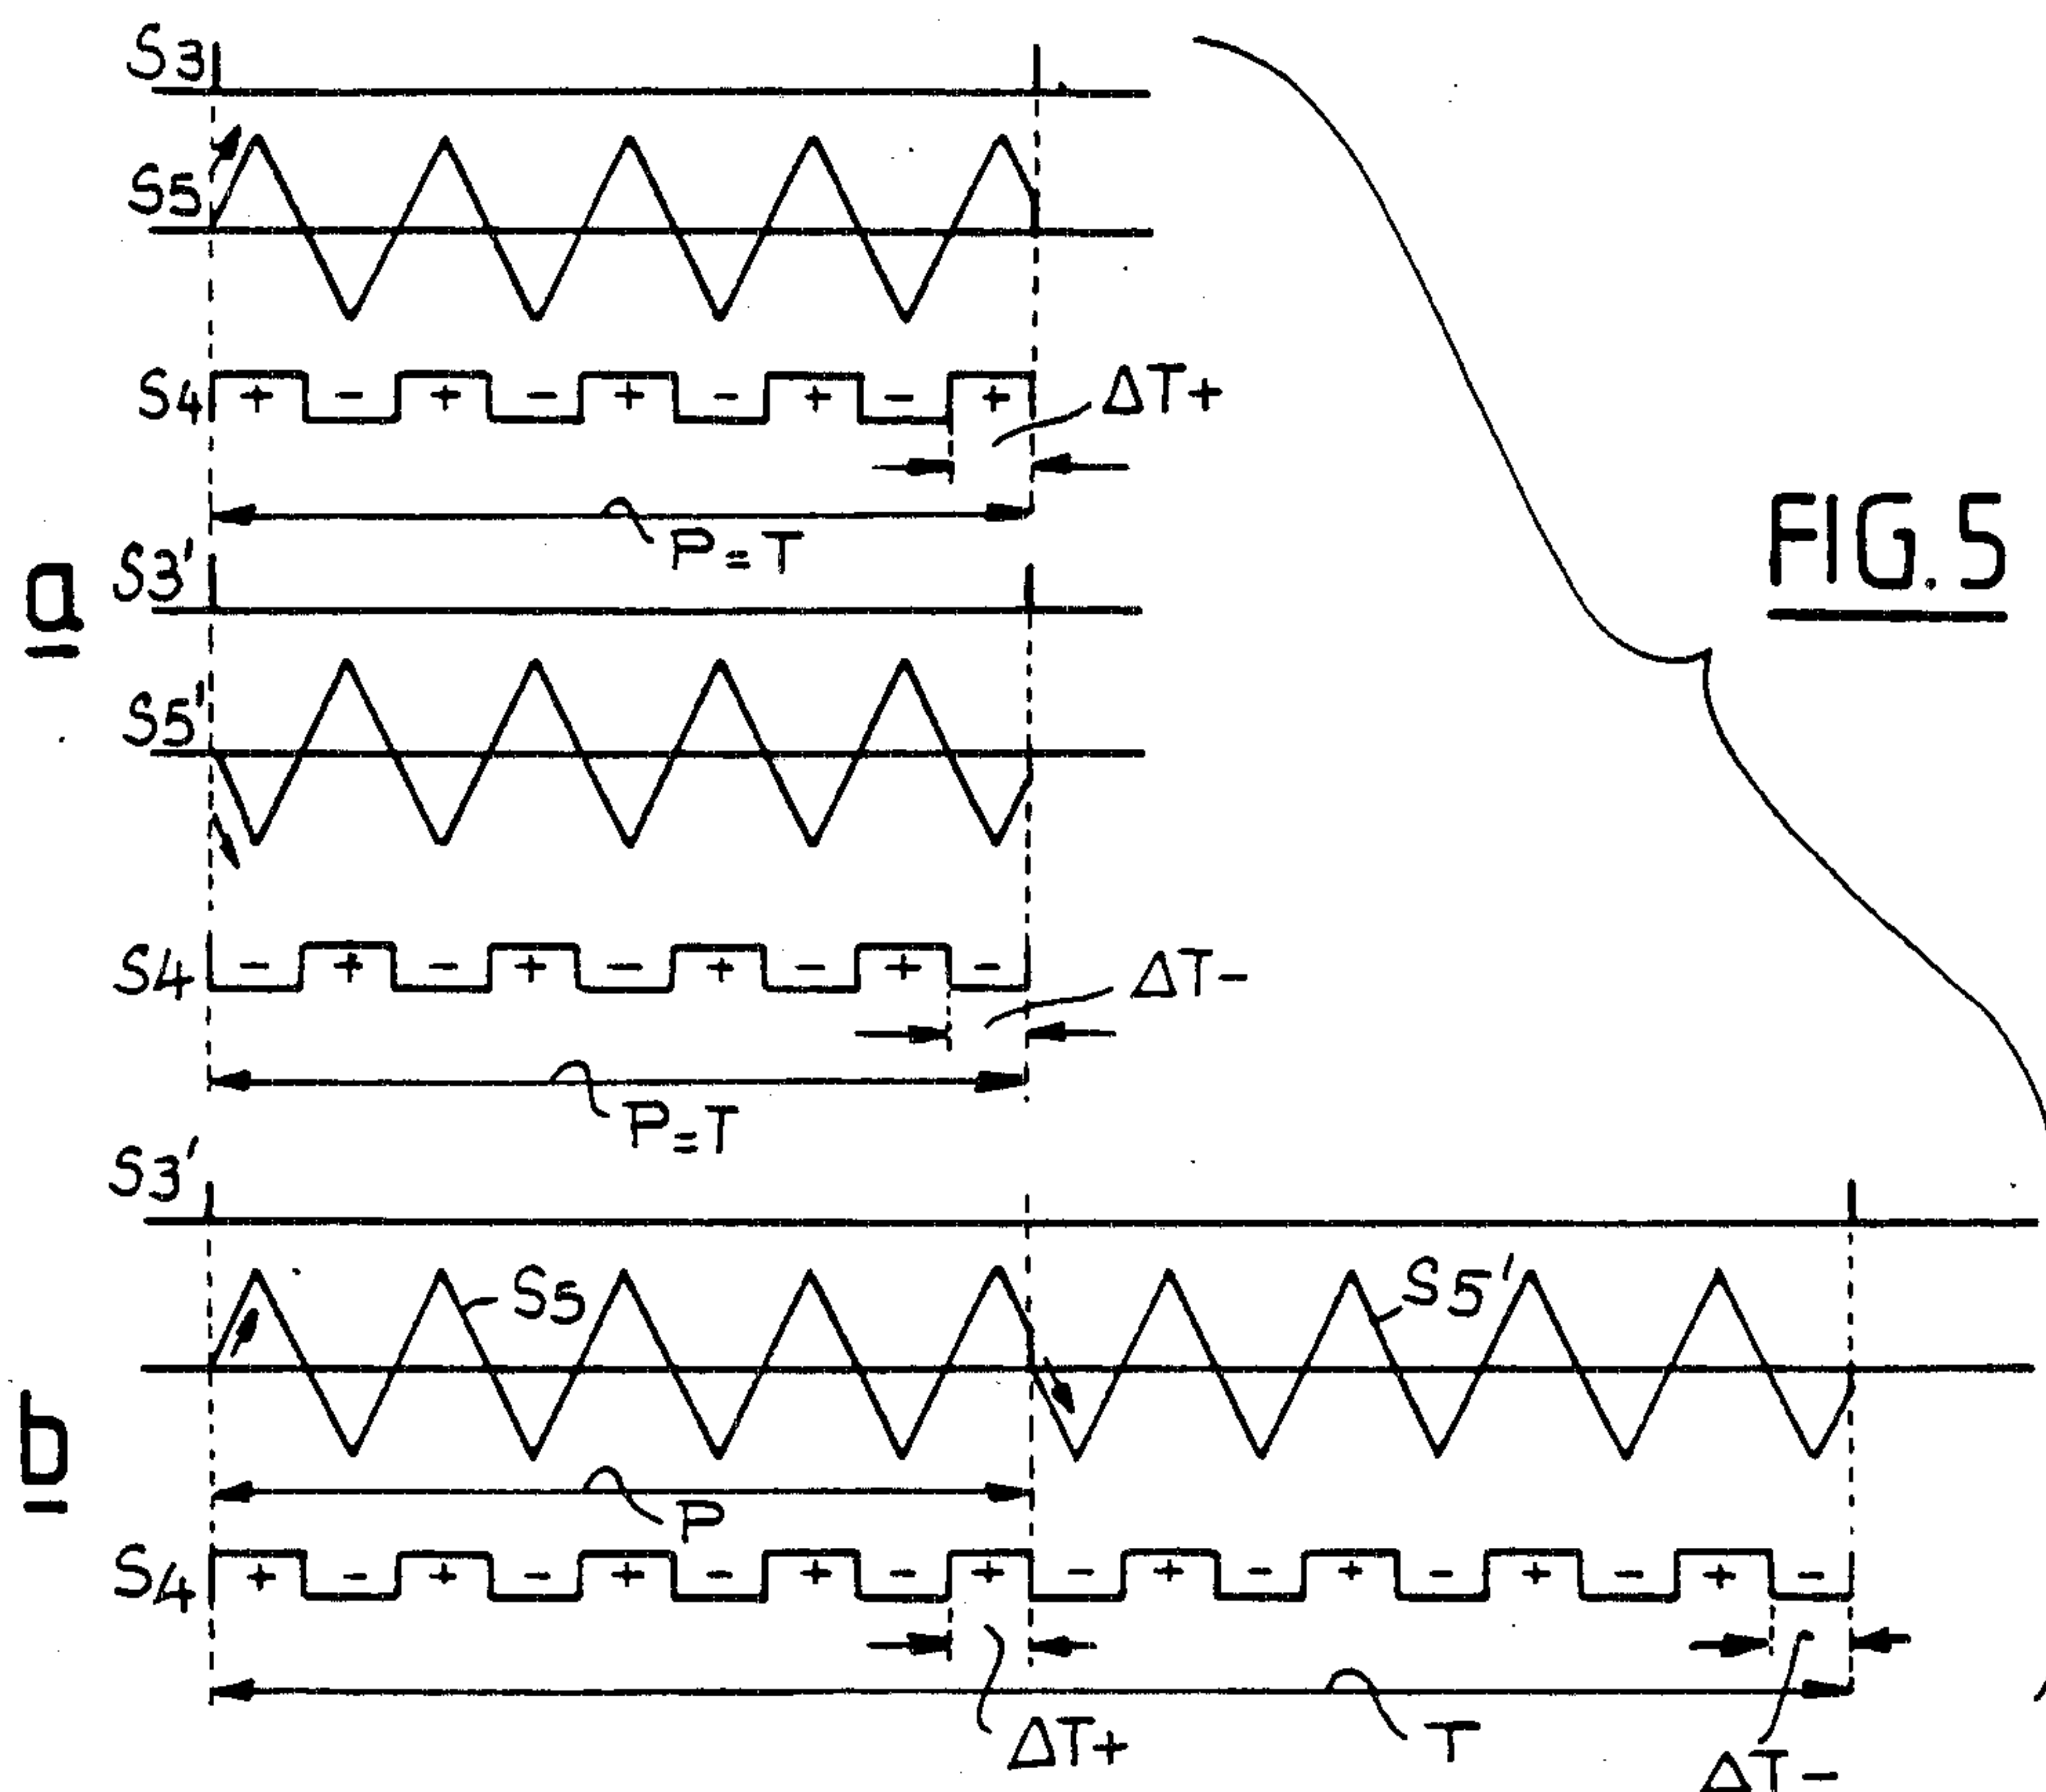 S3
S5
S4 + - + - + - + - +
ΔT+
P=T
FIG.5
a
S3'
S5'
S4 - + - + - + - + -
ΔT-
P=T
S3'
S5
S5'
b
P
S4 + - + - + - + - + - + - + - + - + -
ΔT+
T
ΔT-